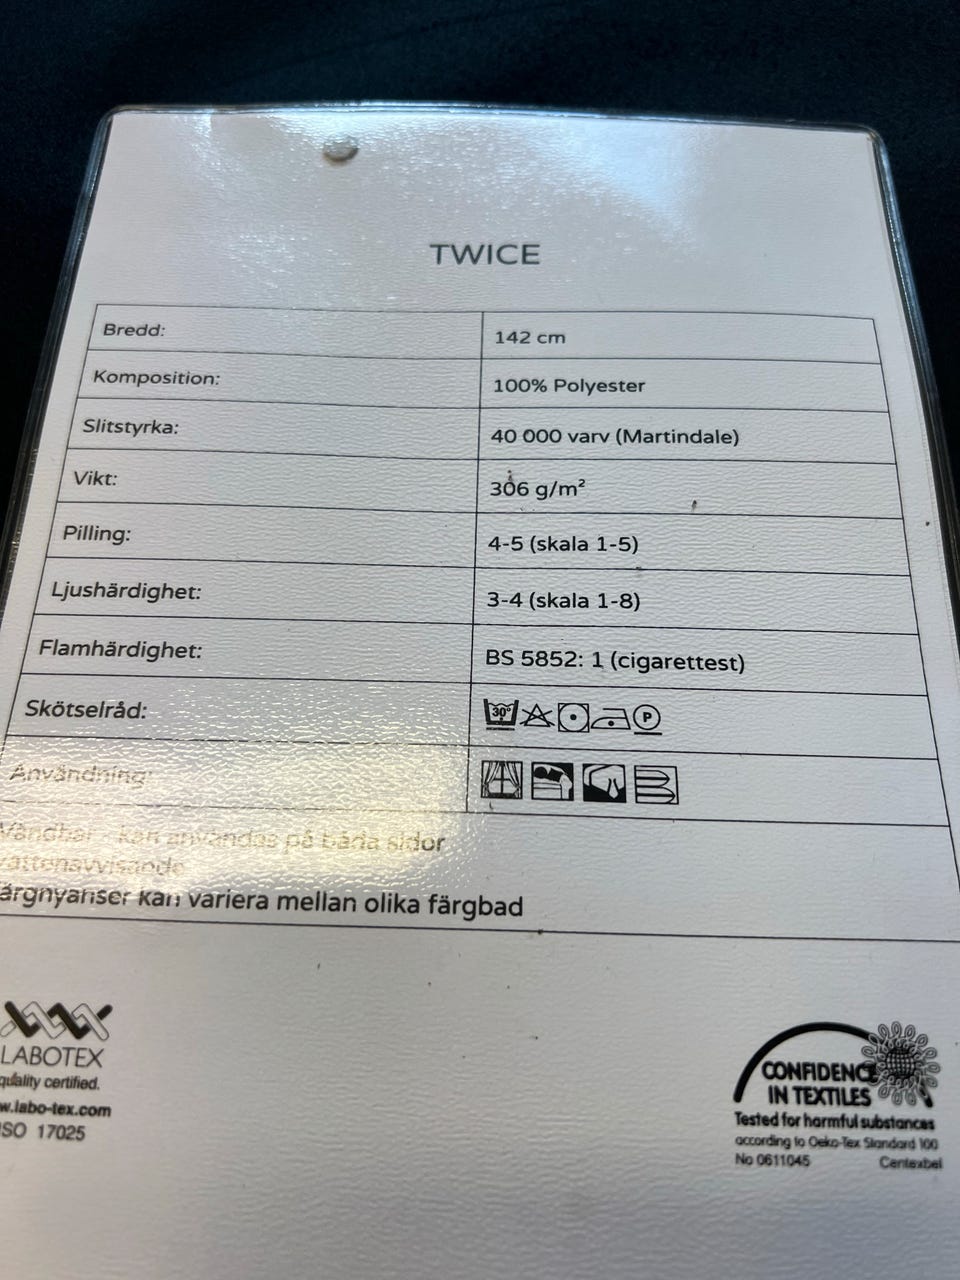 TWICE
Bredd: 142 cm
Komposition: 100% Polyester
Slitstyrka: 40 000 varv (Martindale)
Vikt: 306 g/m²
Pilling: 4-5 (skala 1-5)
Ljushärdighet: 3-4 (skala 1-8)
Flamhärdighet: BS 5852: 1 (cigarettest)
Skötselråd: 30° P
Användning:
Vändbar - kan användas på båda sidor
vattenavvisande
ärgnyanser kan variera mellan olika färgbad
LABOTEX
quality certified.
w.labo-tex.com
ISO 17025
CONFIDENCE
IN TEXTILES
Tested for harmful substances
according to Oeko-Tex Standard 100
No 0611045 Centexbel